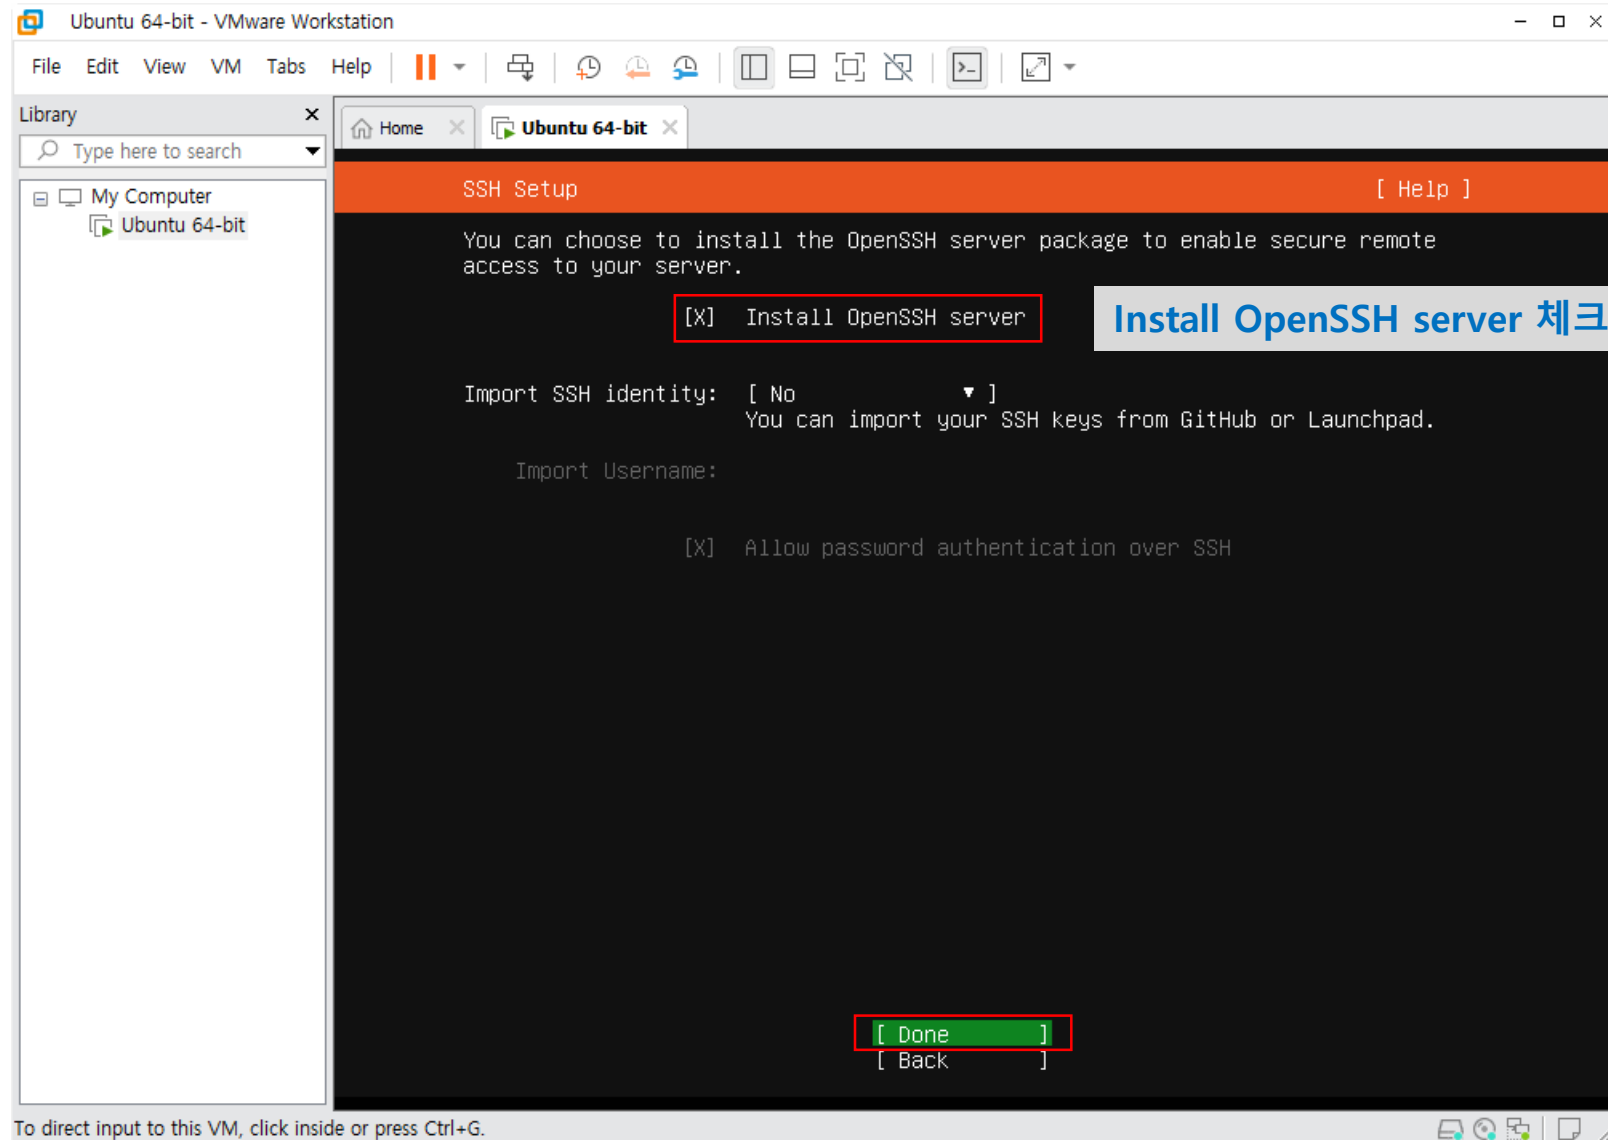 Ubuntu 64-bit - VMware Workstation
File Edit View VM Tabs Help
Library
Home
Ubuntu 64-bit
Type here to search
My Computer
Ubuntu 64-bit
SSH Setup [ Help ]
You can choose to install the OpenSSH server package to enable secure remote
access to your server.
[X] Install OpenSSH server
Install OpenSSH server 체크
Import SSH identity: [ No ▾ ]
You can import your SSH keys from GitHub or Launchpad.
Import Username:
[X] Allow password authentication over SSH
[ Done ]
[ Back ]
To direct input to this VM, click inside or press Ctrl+G.